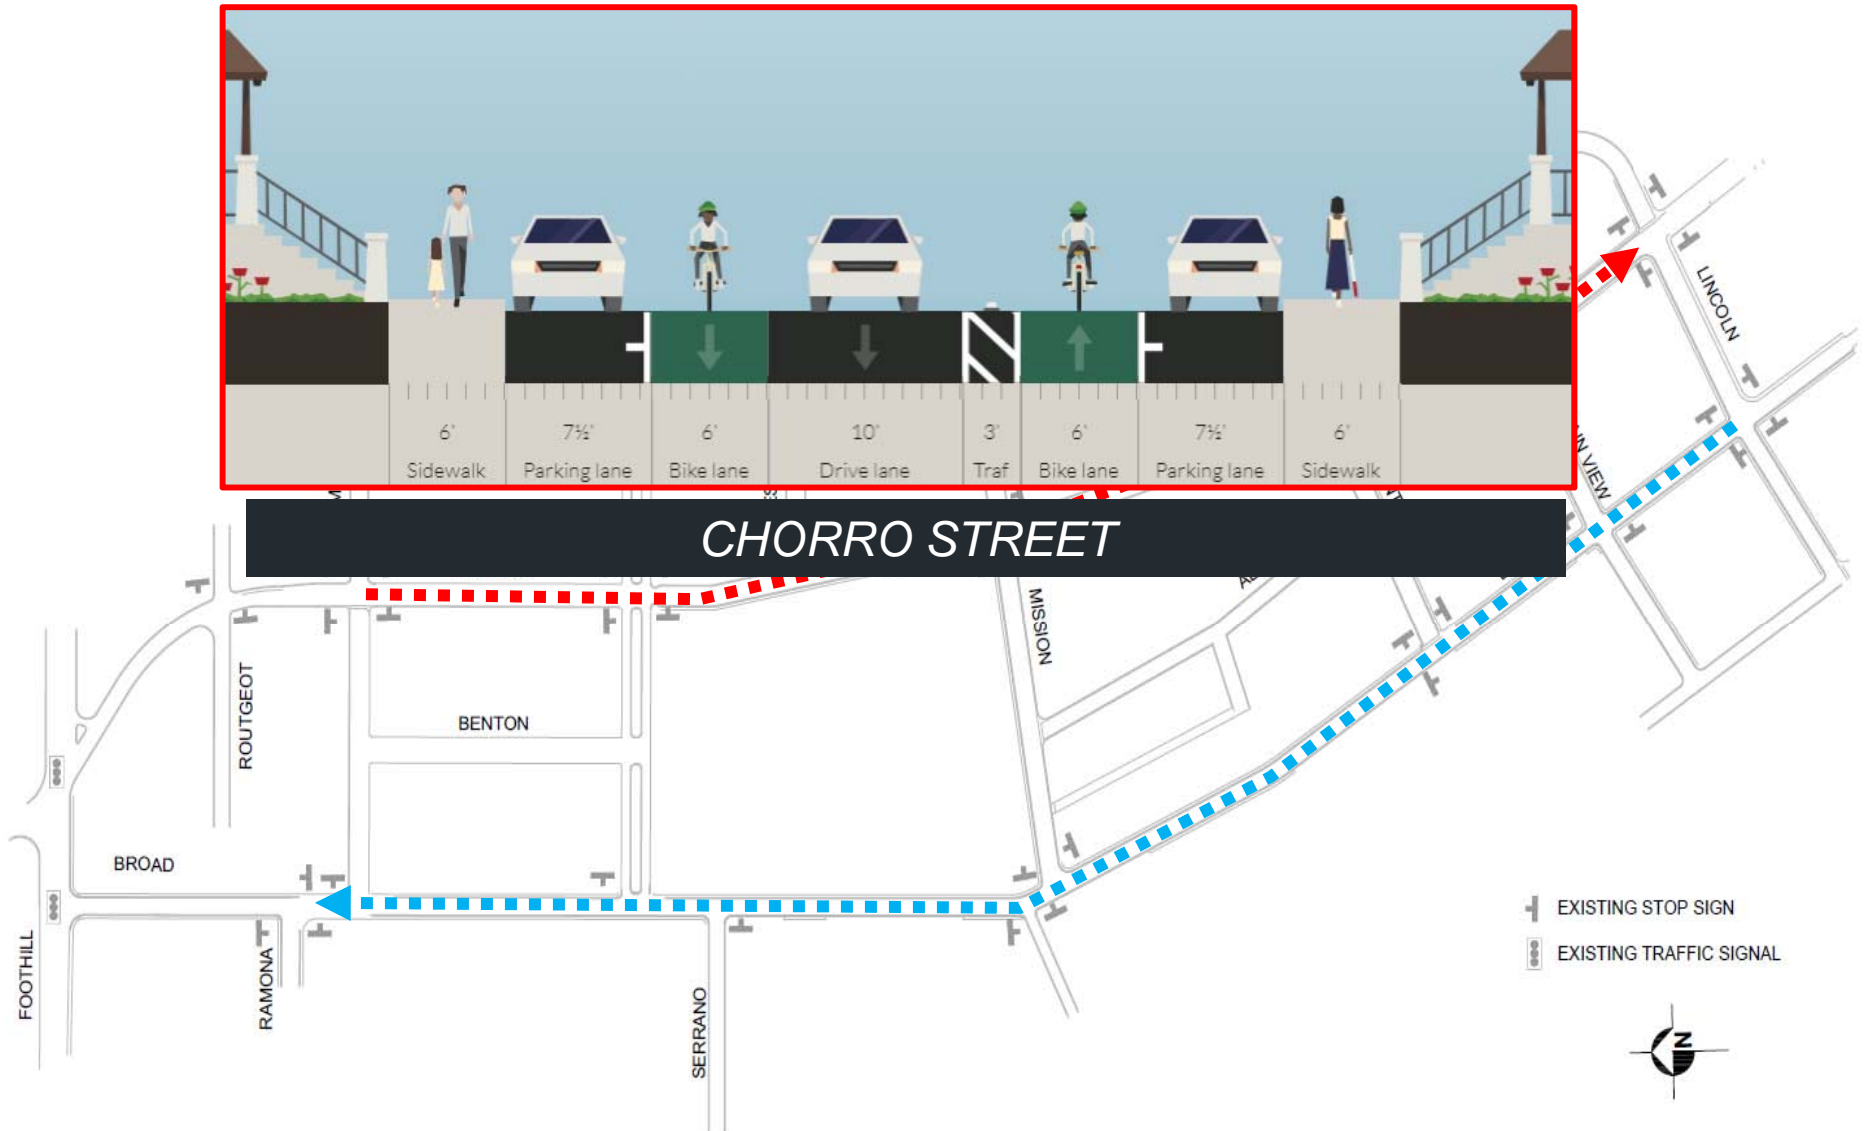 6' 7½' 6' 10' 3' 6' 7½' 6'
Sidewalk Parking lane Bike lane Drive lane Traf Bike lane Parking lane Sidewalk
CHORRO STREET
LINCOLN
VIEW
MISSION
ROUTGEOT
BENTON
BROAD
FOOTHILL
RAMONA
SERRANO
EXISTING STOP SIGN
EXISTING TRAFFIC SIGNAL
N